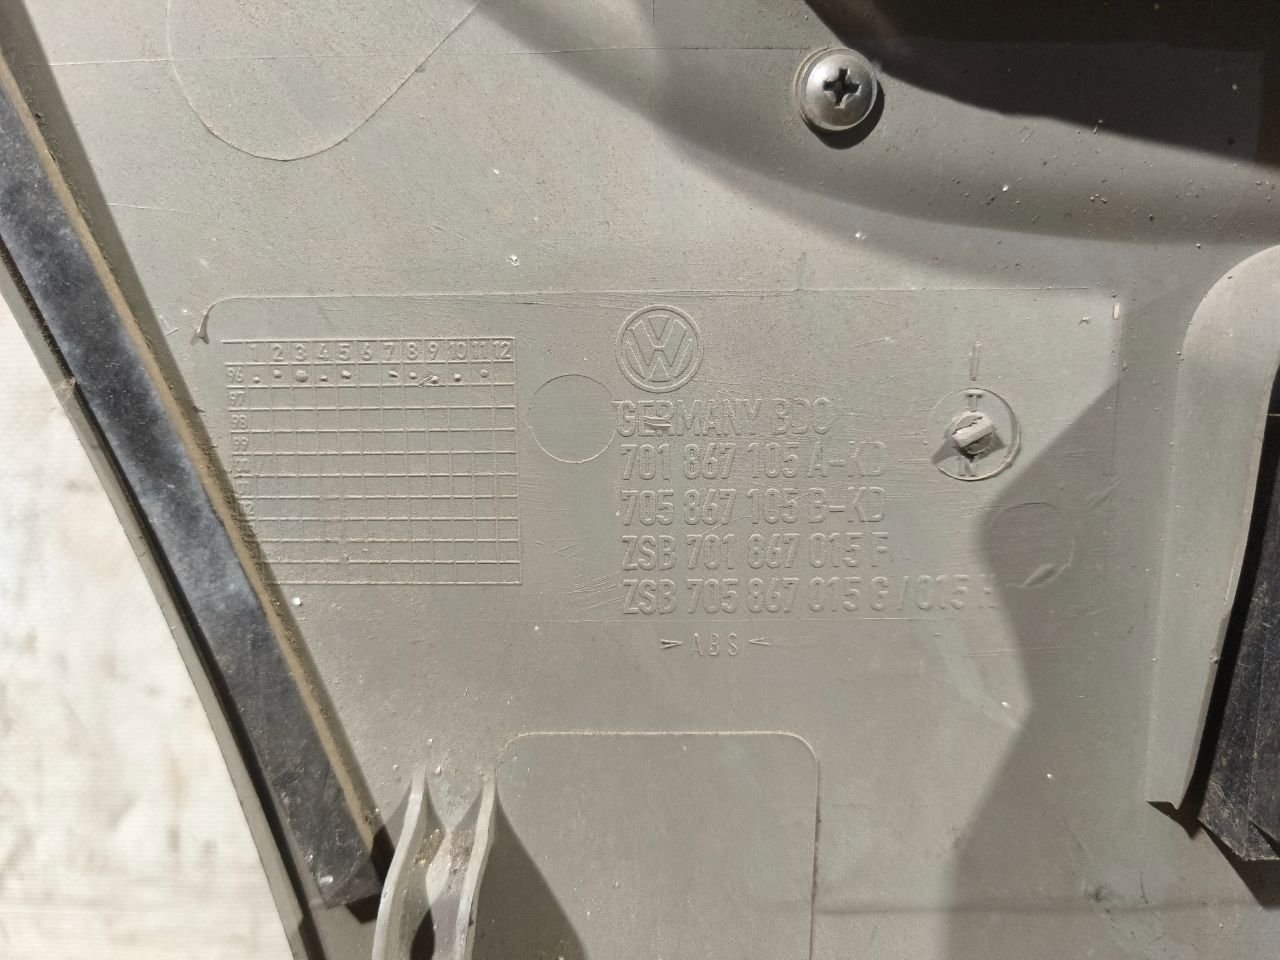 1 2 3 4 5 6 7 8 9 10 11 12
96
97
98
99
VW
GERMANY BDO
701 867 105 A-KD
705 867 105 B-KD
ZSB 701 867 015 F
ZSB 705 867 015 G / 015 H
>ABS<
T
N